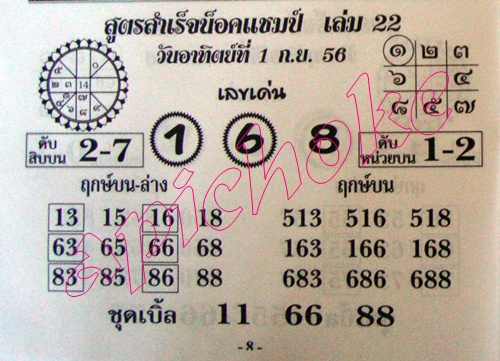 สูตรสำเร็จน็อคแชมป์ เล่ม 22
วันอาทิตย์ที่ 1 ก.ย. 56
เลขเด่น
๑ ๒ ๓
๖ ๔
๘ ๕ ๗
ดับสิบบน 2-7
1 6 8
ดับหน่วยบน 1-2
ฤกษ์บน-ล่าง
13 15 16 18
63 65 66 68
83 85 86 88
ฤกษ์บน
513 516 518
163 166 168
683 686 688
ชุดเบิ้ล 11 66 88
-8-
erichoke